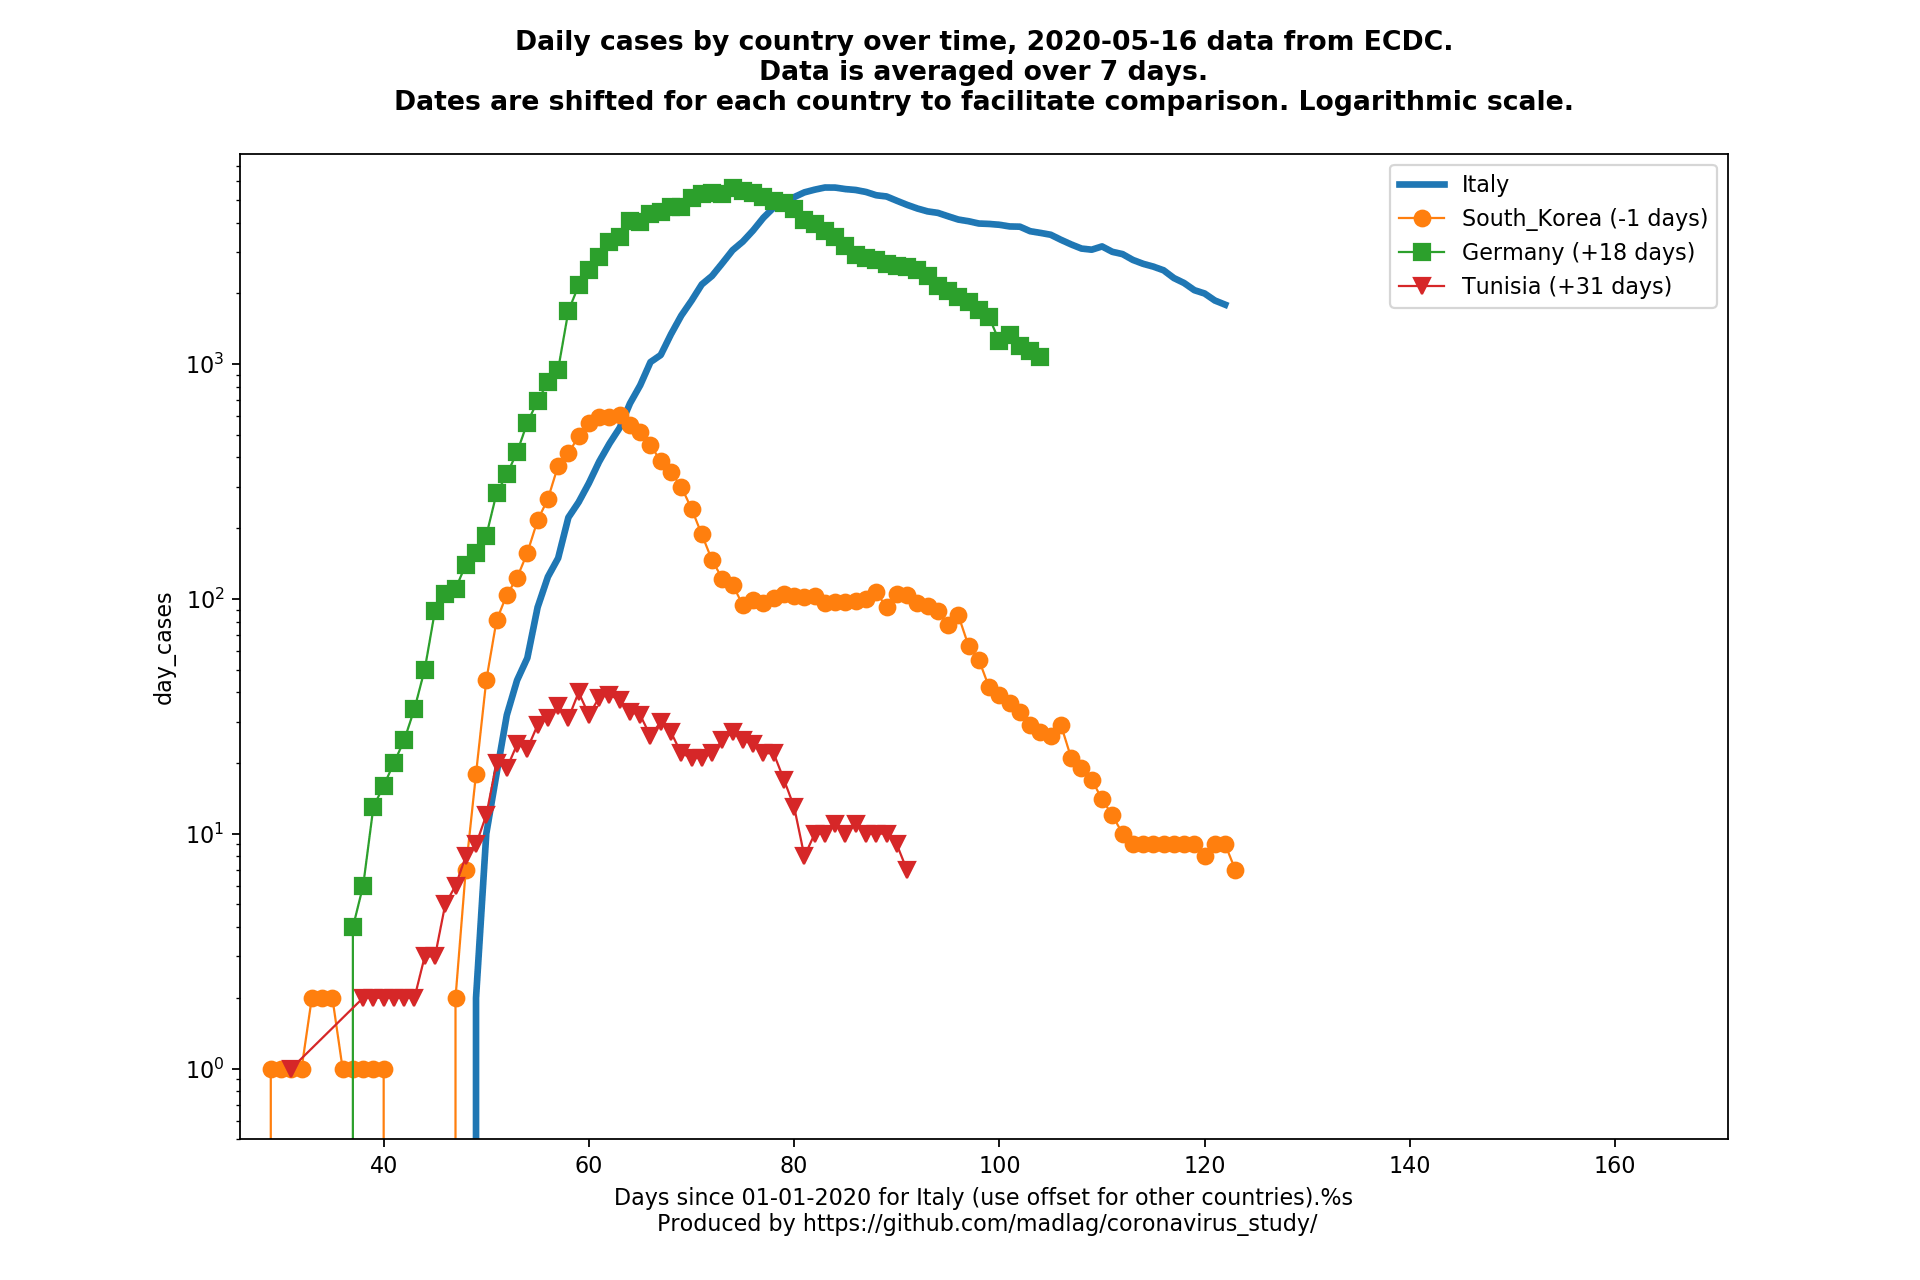 Daily cases by country over time, 2020-05-16 data from ECDC.
Data is averaged over 7 days.
Dates are shifted for each country to facilitate comparison. Logarithmic scale.
Italy
South_Korea (-1 days)
Germany (+18 days)
Tunisia (+31 days)
day_cases
10³
10²
10¹
10⁰
40 60 80 100 120 140 160
Days since 01-01-2020 for Italy (use offset for other countries).%s
Produced by https://github.com/madlag/coronavirus_study/